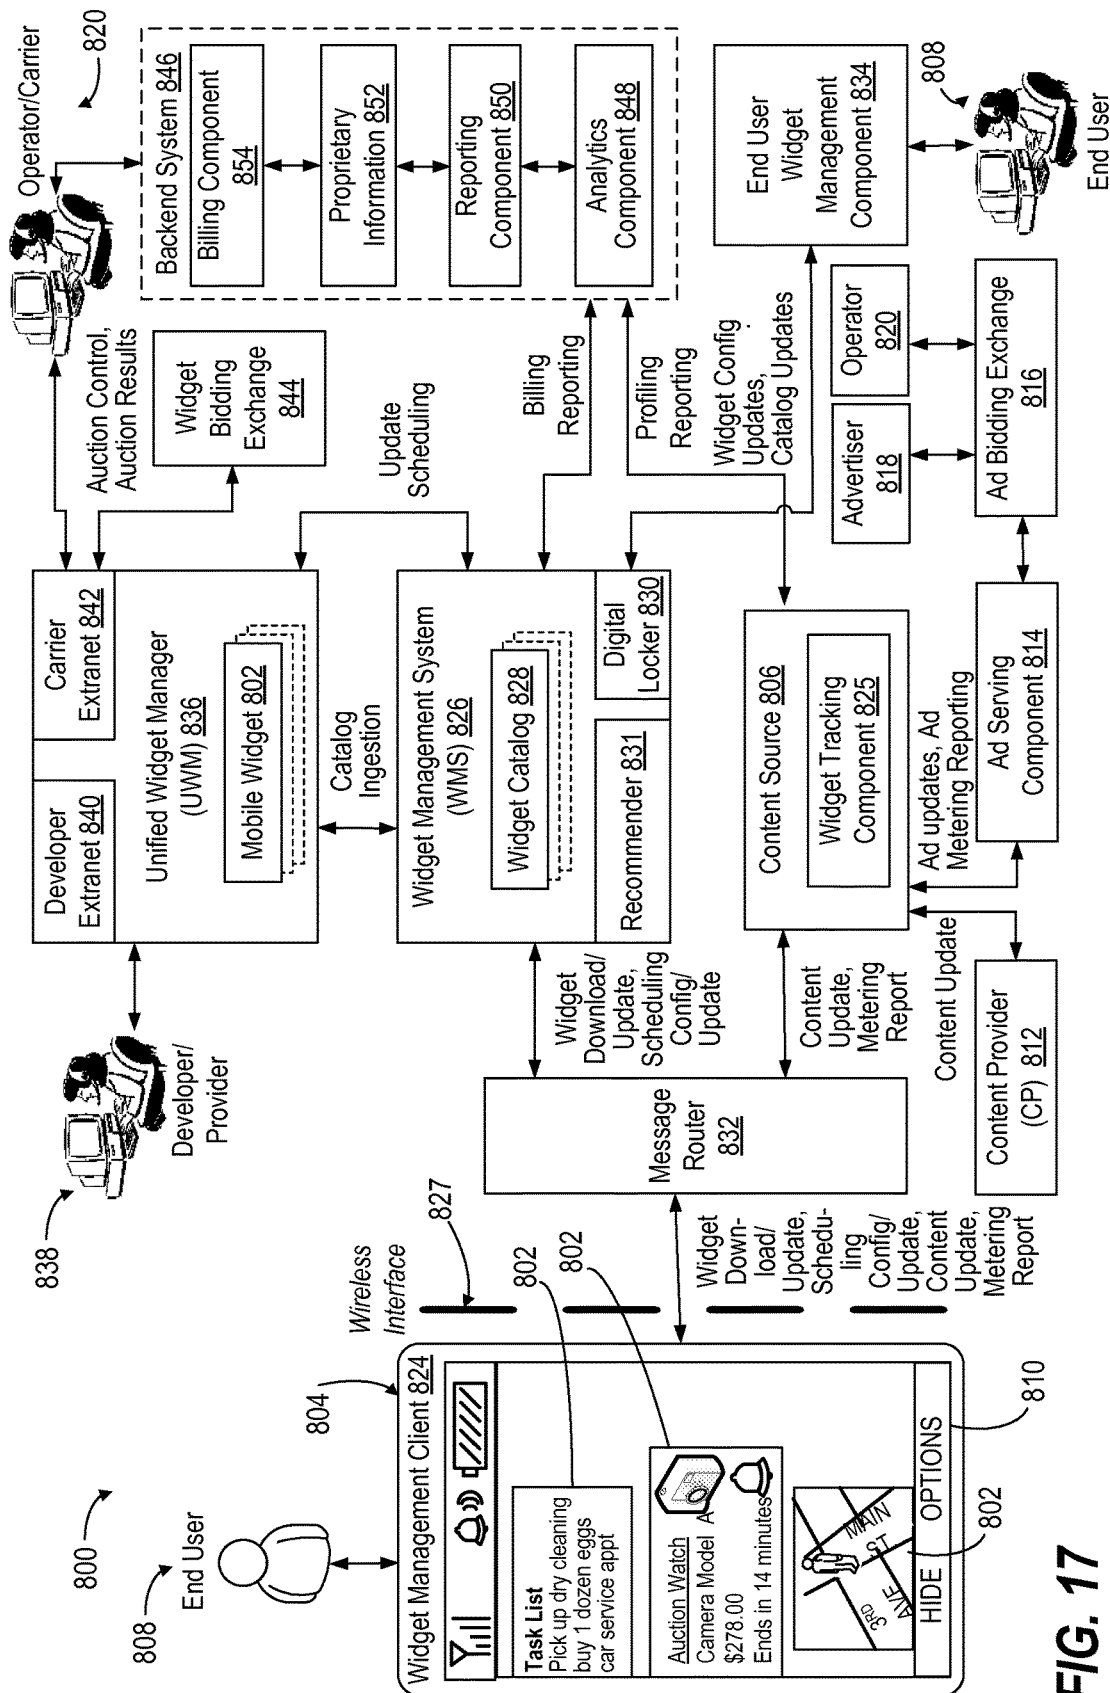 800
808
End User
804
Widget Management Client 824
Task List
Pick up dry cleaning
buy 1 dozen eggs
car service appt
802
Auction Watch
Camera Model A
$278.00
Ends in 14 minutes
802
3RD
AVE
MAIN
ST
802
HIDE OPTIONS
810
Wireless
Interface
827
838
Developer/
Provider
Widget
Down-
load/
Update,
Schedu-
ling
Config/
Update,
Content
Update,
Metering
Report
Message
Router
832
Widget
Download/
Update,
Scheduling
Config/
Update
Content
Update,
Metering
Report
Content Provider
(CP) 812
Content Update
Developer
Extranet 840
Carrier
Extranet 842
Unified Widget Manager
(UWM) 836
Mobile Widget 802
Catalog
Ingestion
Widget Management System
(WMS) 826
Widget Catalog 828
Recommender 831
Digital
Locker 830
Content Source 806
Widget Tracking
Component 825
Ad updates, Ad
Metering Reporting
Ad Serving
Component 814
Operator/Carrier
820
Auction Control,
Auction Results
Widget
Bidding
Exchange
844
Update
Scheduling
Billing
Reporting
Profiling
Reporting
Widget Config
Updates,
Catalog Updates
Backend System 846
Billing Component
854
Proprietary
Information 852
Reporting
Component 850
Analytics
Component 848
End User
Widget
Management
Component 834
808
End User
Advertiser
818
Operator
820
Ad Bidding Exchange
816
FIG. 17